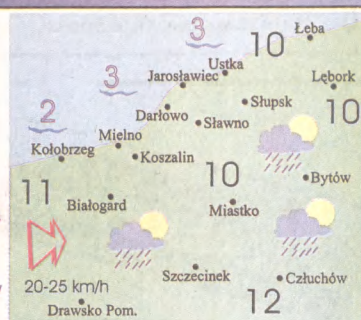 3
10
Łeba
3
Ustka
Jarosławiec
Lębork
10
2
Darłowo
Słupsk
Sławno
Mielno
Kołobrzeg
Koszalin
10
Bytów
11
Białogard
Miastko
20-25 km/h
Szczecinek
Człuchów
Drawsko Pom.
12